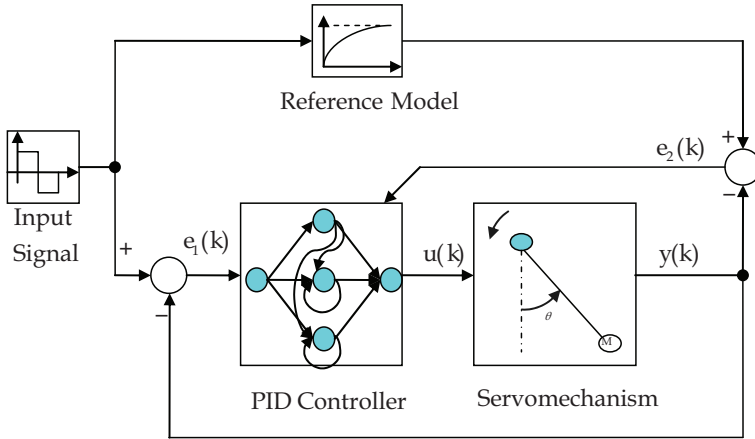 Reference Model
+
e₂(k)
−
Input
Signal
+
e₁(k)
u(k)
y(k)
−
θ
M
PID Controller
Servomechanism